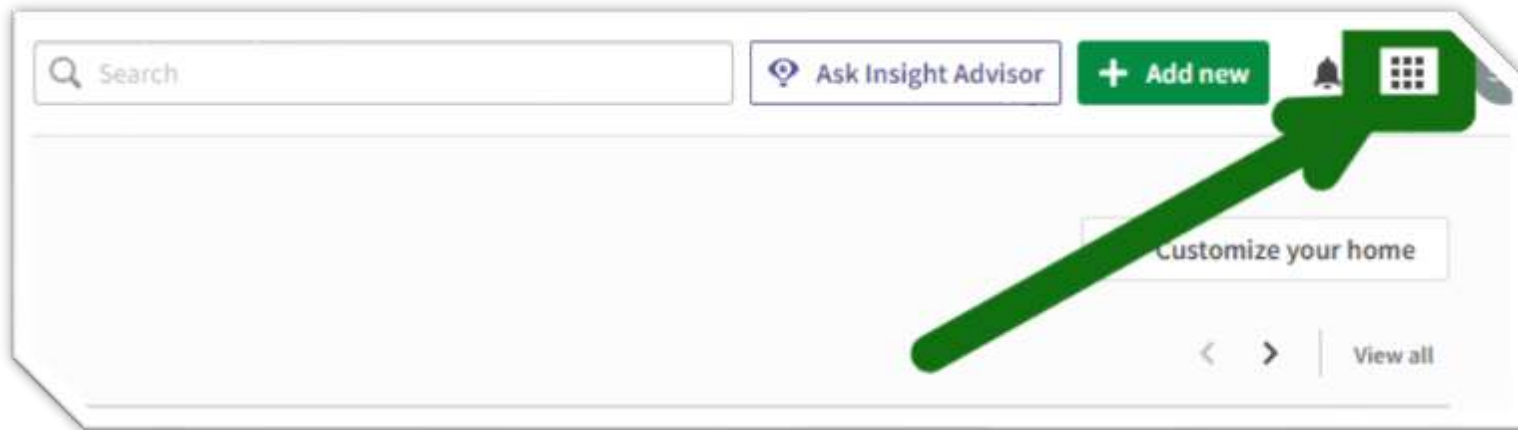 Search
Ask Insight Advisor
+ Add new
Customize your home
View all